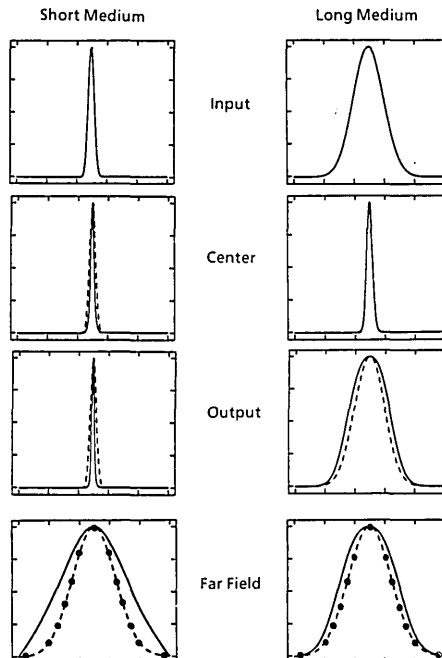 Short Medium
Long Medium
Input
Center
Output
Far Field